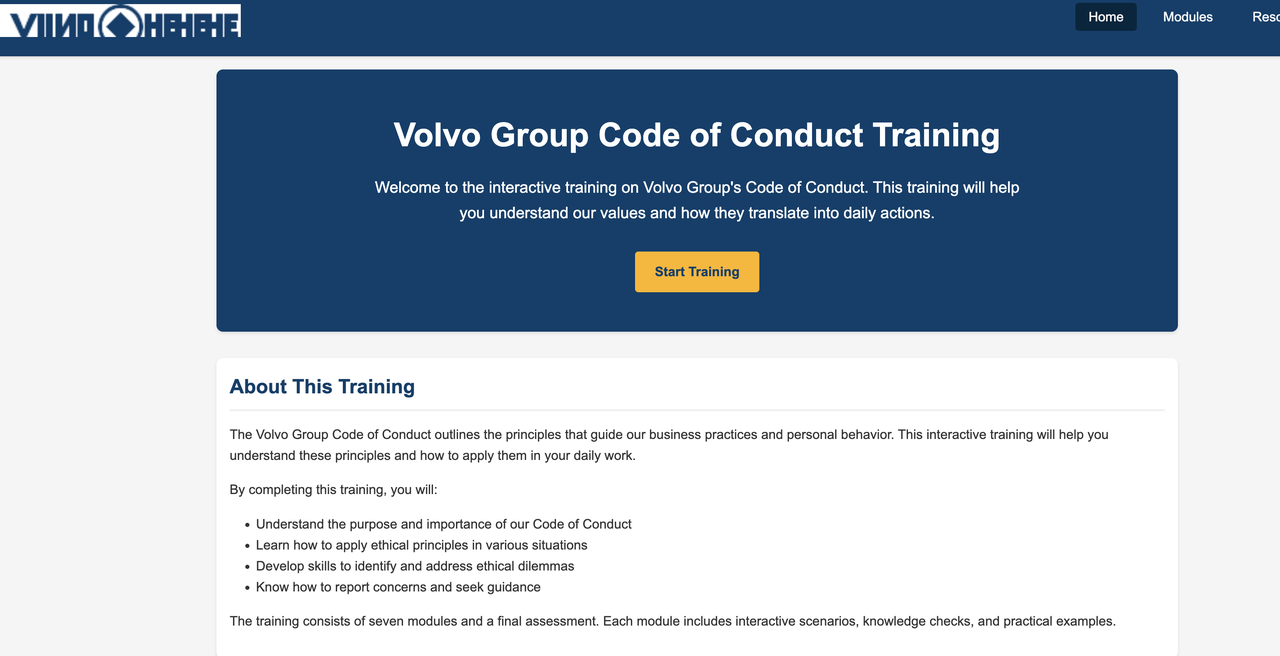 Home
Modules
Volvo Group Code of Conduct Training
Welcome to the interactive training on Volvo Group's Code of Conduct. This training will help
you understand our values and how they translate into daily actions.
Start Training
About This Training
The Volvo Group Code of Conduct outlines the principles that guide our business practices and personal behavior. This interactive training will help you
understand these principles and how to apply them in your daily work.
By completing this training, you will:
• Understand the purpose and importance of our Code of Conduct
• Learn how to apply ethical principles in various situations
• Develop skills to identify and address ethical dilemmas
• Know how to report concerns and seek guidance
The training consists of seven modules and a final assessment. Each module includes interactive scenarios, knowledge checks, and practical examples.